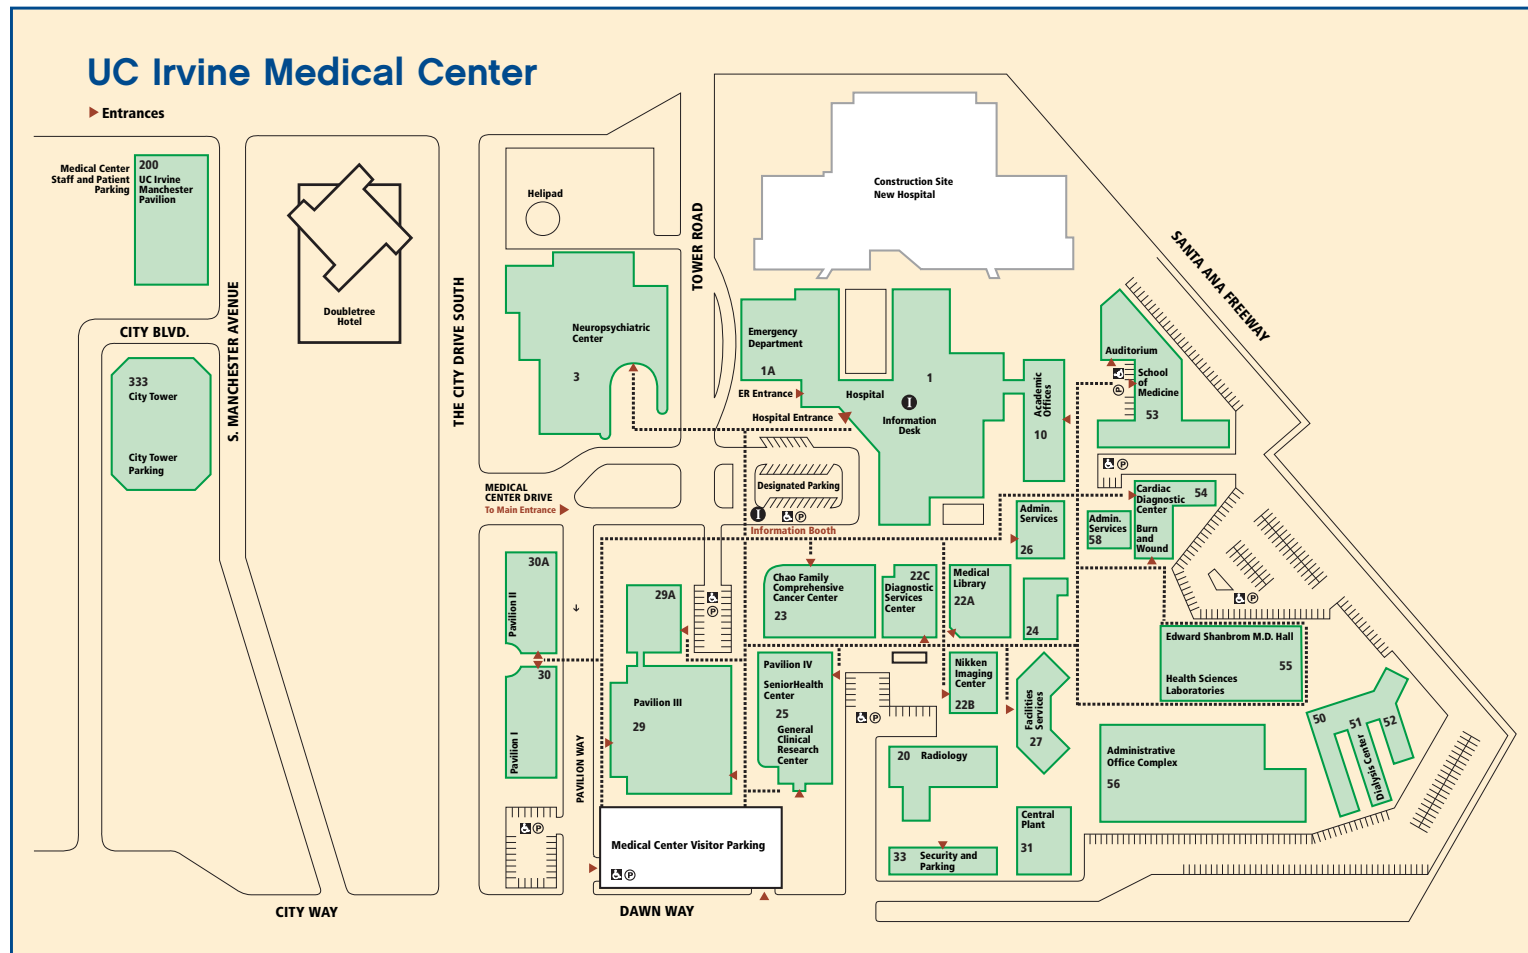 UC Irvine Medical Center
Entrances
Medical Center
Staff and Patient
Parking
200
UC Irvine
Manchester
Pavilion
CITY BLVD.
S. MANCHESTER AVENUE
333
City Tower
City Tower
Parking
Doubletree
Hotel
THE CITY DRIVE SOUTH
Helipad
TOWER ROAD
Neuropsychiatric
Center
3
Construction Site
New Hospital
SANTA ANA FREEWAY
Emergency
Department
1A
ER Entrance
Hospital
1
Hospital Entrance
I
Information
Desk
Academic
Offices
10
Auditorium
P
School
of
Medicine
53
P
MEDICAL
CENTER DRIVE
To Main Entrance
Designated Parking
I
P
Information Booth
Admin.
Services
26
Admin.
Services
58
Cardiac
Diagnostic
Center
54
Burn
and
Wound
P
30A
Pavilion II
30
Pavilion I
PAVILION WAY
29A
P
Pavilion III
29
Chao Family
Comprehensive
Cancer Center
23
22C
Diagnostic
Services
Center
Medical
Library
22A
24
Pavilion IV
SeniorHealth
Center
25
General
Clinical
Research
Center
P
Nikken
Imaging
Center
22B
Facilities
Services
27
Edward Shanbrom M.D. Hall
55
Health Sciences
Laboratories
50
51
52
Dialysis Center
20 Radiology
Administrative
Office Complex
56
Central
Plant
31
33 Security and
Parking
P
Medical Center Visitor Parking
P
CITY WAY
DAWN WAY